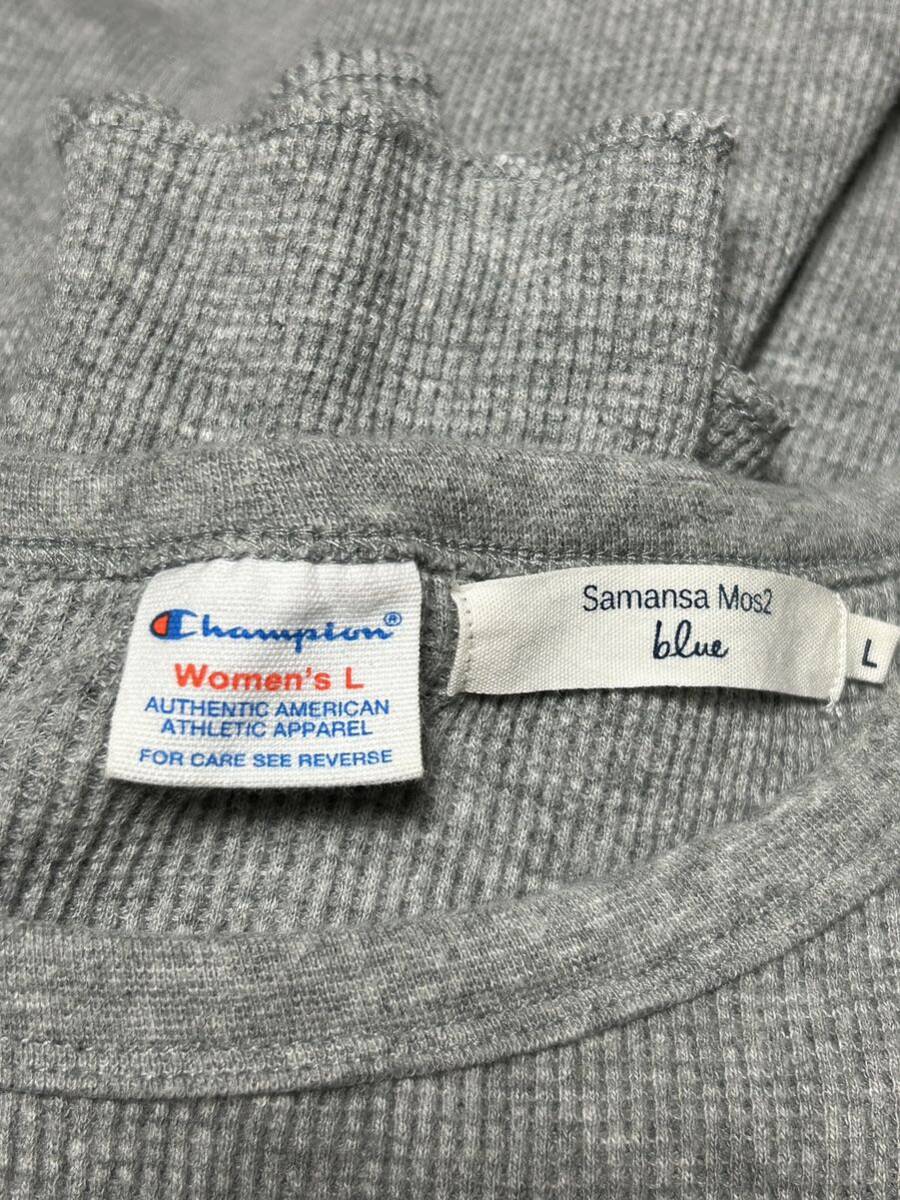 Champion®
Women's L
AUTHENTIC AMERICAN
ATHLETIC APPAREL
FOR CARE SEE REVERSE
Samansa Mos2
blue
L